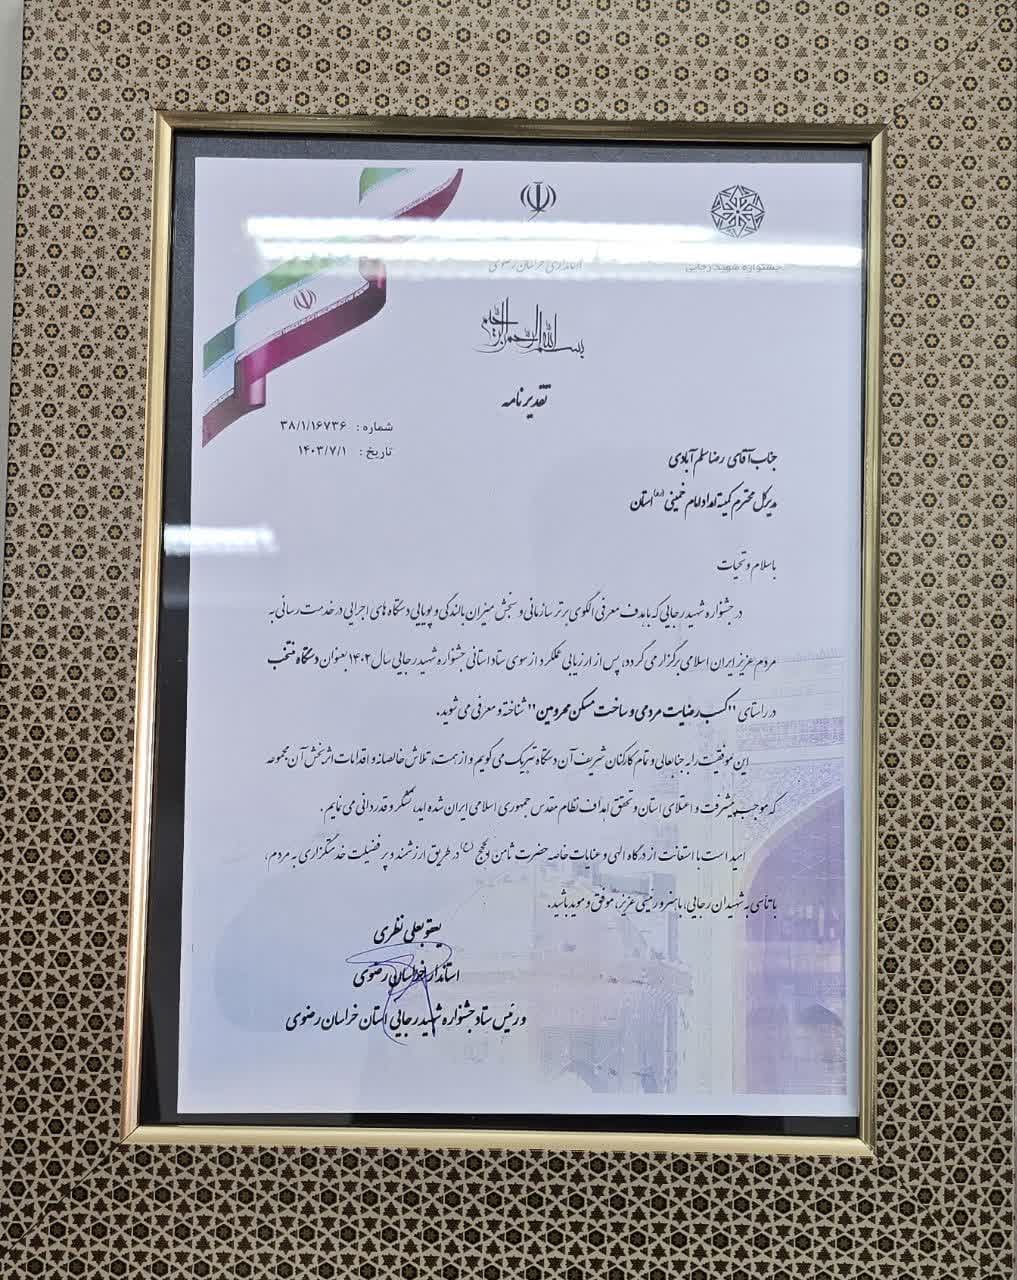 جشنواره شهید رجایی
استانداری خراسان رضوی
بسم الله الرحمن الرحیم
تقدیرنامه
شماره : ۳۸/۱/۱۶۷۳۶
تاریخ : ۱۴۰۳/۷/۱
جناب آقای رضا سلم آبادی
مدیرکل محترم کمیته امداد امام خمینی (ره) استان
با سلام و تحیات
در جشنواره شهید رجایی که با هدف معرفی الگوی برتر سازمانی و سنجش میزان بالندگی و پویایی دستگاه های اجرایی در خدمت رسانی به
مردم عزیز ایران اسلامی برگزار می گردد، پس از ارزیابی عملکرد از سوی ستاد استانی جشنواره شهید رجایی سال ۱۴۰۲ بعنوان دستگاه منتخب
در راستای "کسب رضایت مردمی و ساخت مسکن محرومین" شناخته و معرفی می شوید.
این موفقیت را به جنابعالی و تمام کارکنان شریف آن دستگاه تبریک می گویم و از همت، تلاش خالصانه و اقدامات اثربخش آن مجموعه
که موجب پیشرفت و اعتلای استان و تحقق اهداف نظام مقدس جمهوری اسلامی ایران شده اید، تشکر و قدردانی می نمایم .
امید است با استعانت از درگاه الهی و عنایات خاصه حضرت ثامن الحجج (ع) در طریق ارزشمند و پر فضیلت خدمتگزاری به مردم،
با تأسی به شهیدان رجایی، باهنر و رئیسی عزیز، موفق و موید باشید.
یعقوبعلی نظری
استاندار خراسان رضوی
و رئیس ستاد جشنواره شهید رجایی استان خراسان رضوی